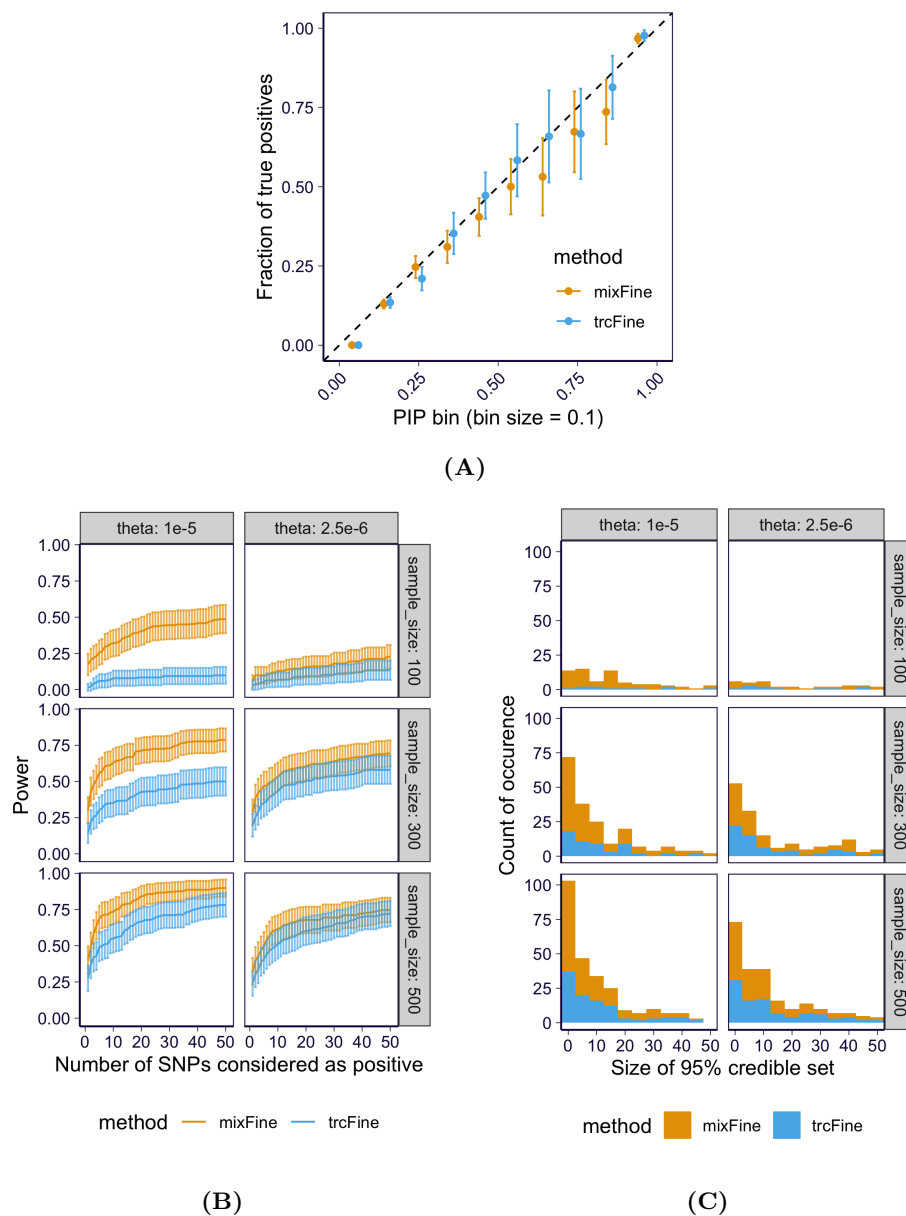 1.00
0.75
0.50
0.25
0.00
Fraction of true positives
method
mixFine
trcFine
0.00
0.25
0.50
0.75
1.00
PIP bin (bin size = 0.1)
(A)
theta: 1e-5
theta: 2.5e-6
1.00
0.75
0.50
0.25
0.00
sample_size: 100
1.00
0.75
0.50
0.25
0.00
sample_size: 300
1.00
0.75
0.50
0.25
0.00
sample_size: 500
Power
0 10 20 30 40 50
0 10 20 30 40 50
Number of SNPs considered as positive
method mixFine trcFine
(B)
theta: 1e-5
theta: 2.5e-6
100
75
50
25
0
sample_size: 100
100
75
50
25
0
sample_size: 300
100
75
50
25
0
sample_size: 500
Count of occurence
0 10 20 30 40 50
0 10 20 30 40 50
Size of 95% credible set
method mixFine trcFine
(C)